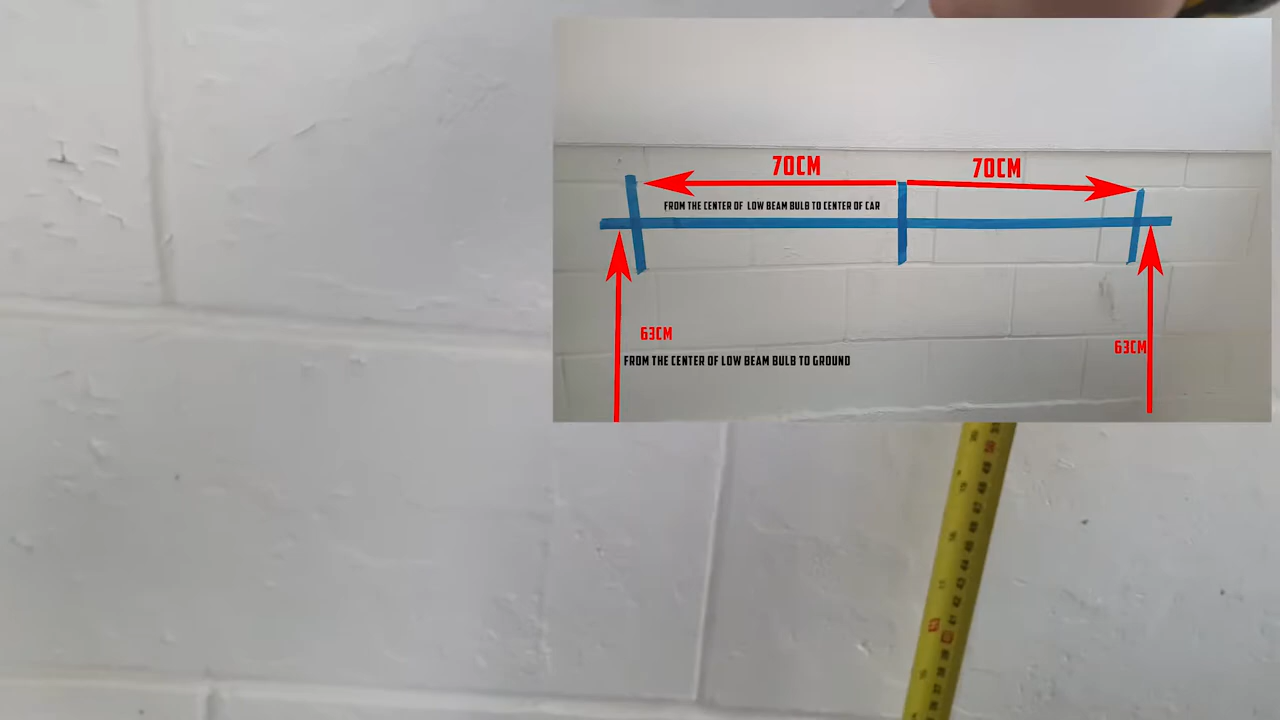 70CM
70CM
FROM THE CENTER OF LOW BEAM BULB TO CENTER OF CAR
63CM
63CM
FROM THE CENTER OF LOW BEAM BULB TO GROUND